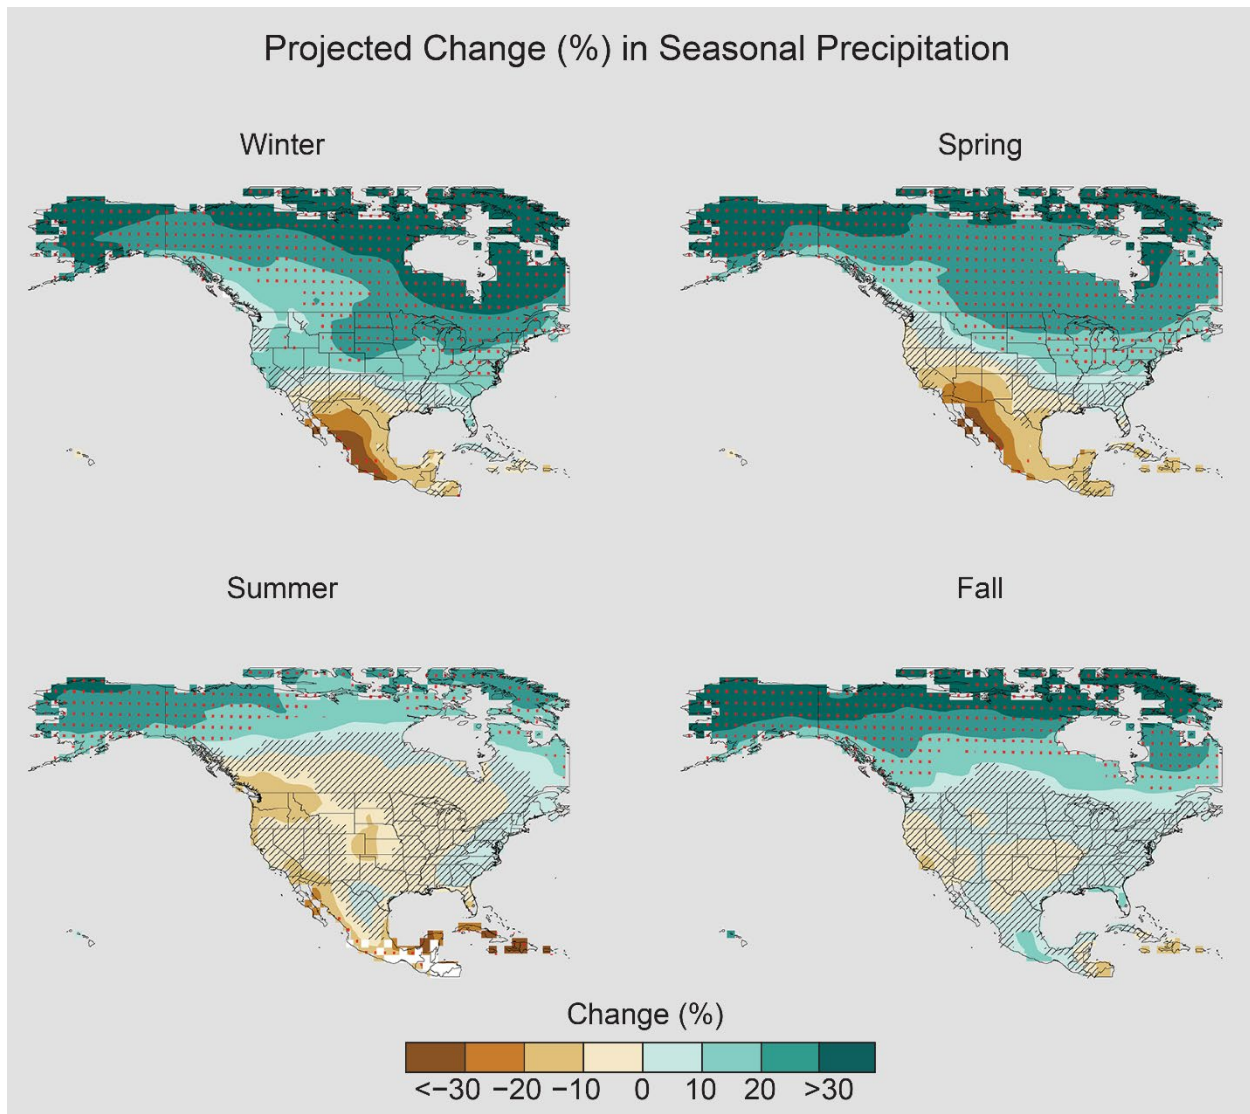 Projected Change (%) in Seasonal Precipitation
Winter
Spring
Summer
Fall
Change (%)
<−30 −20 −10 0 10 20 >30